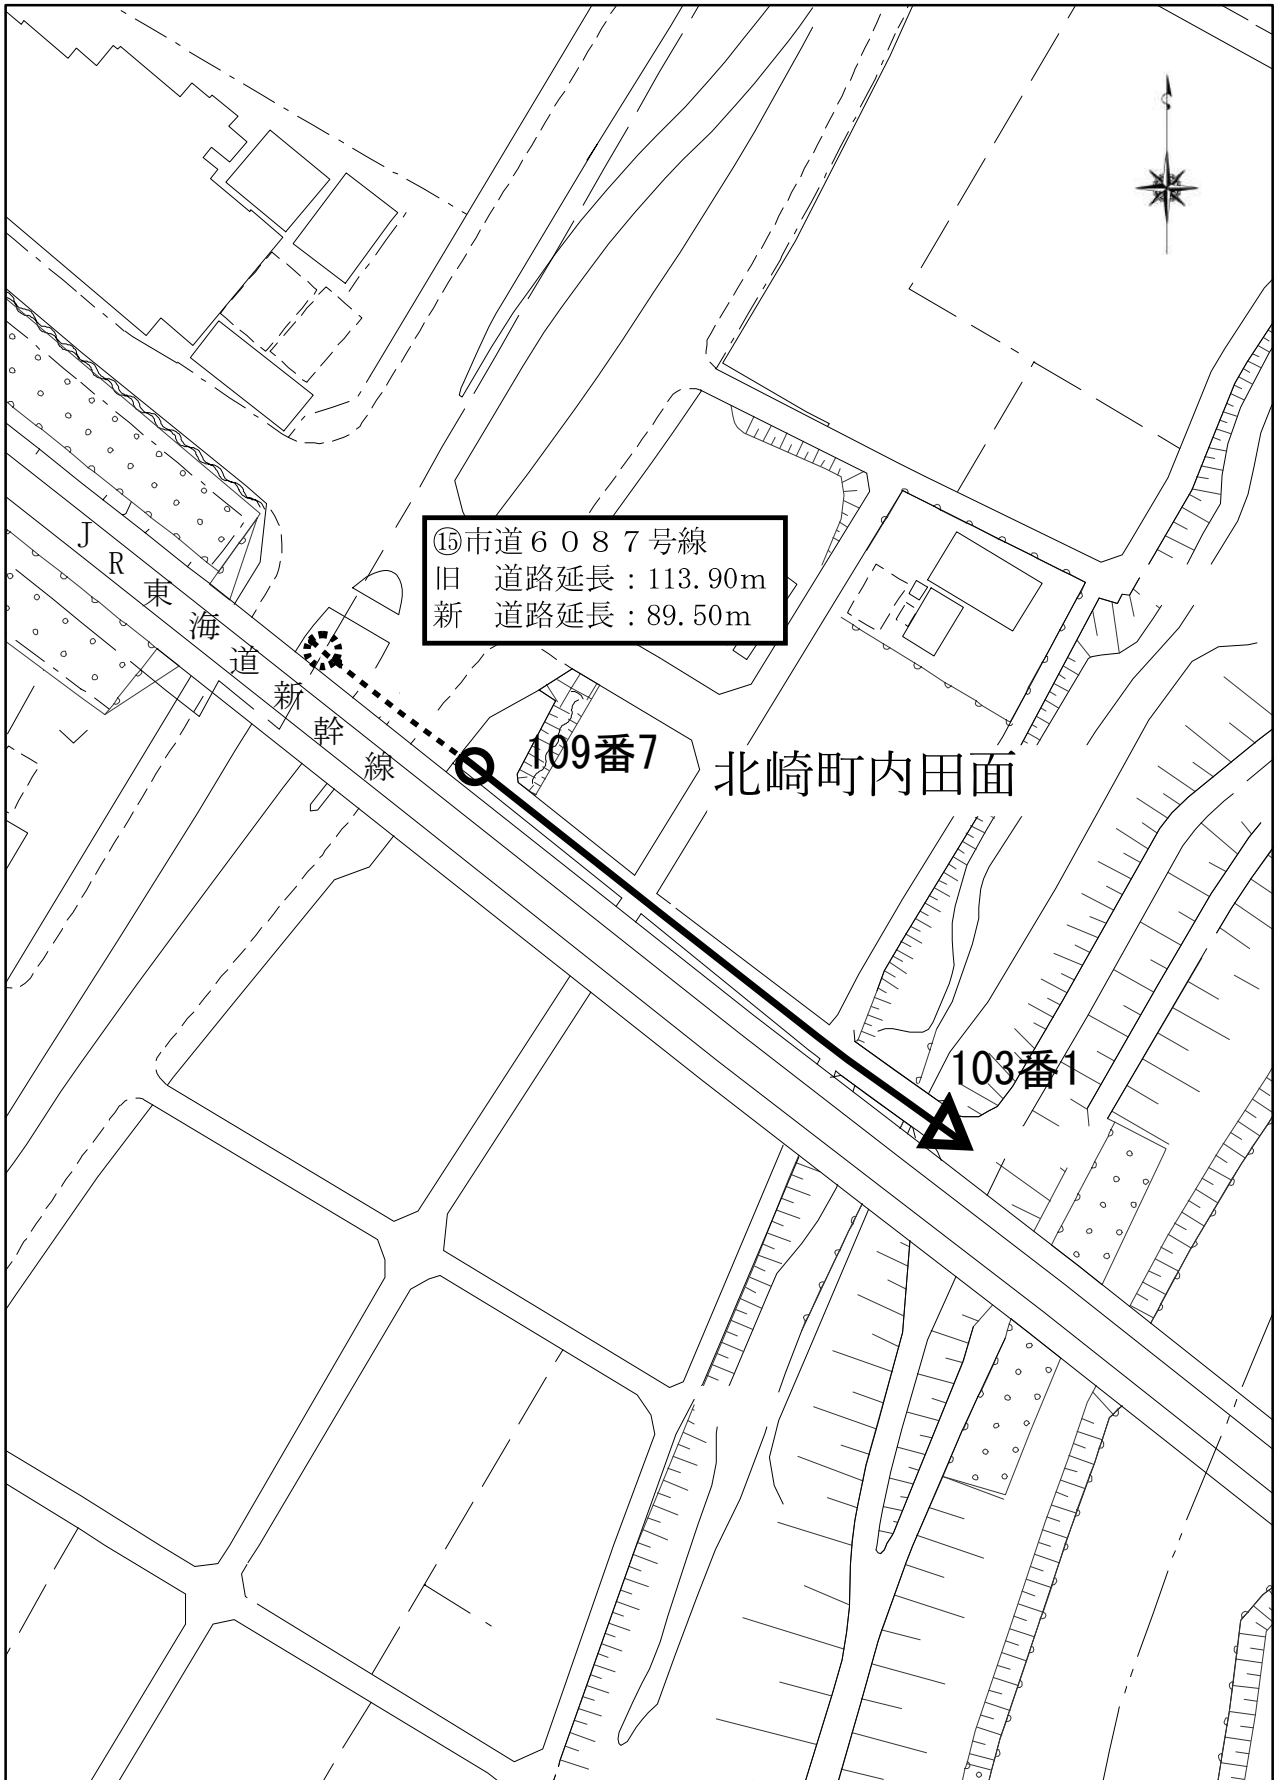 ⑮市道６０８７号線
旧　道路延長：113.90m
新　道路延長：89.50m
ＪＲ東海道新幹線
109番7
北崎町内田面
103番1